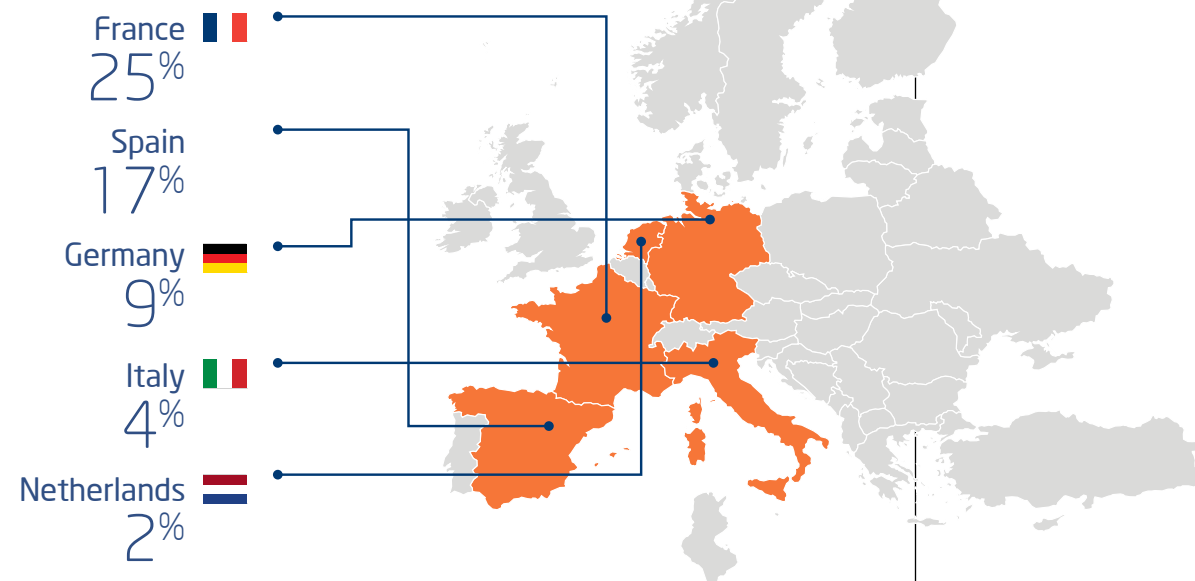 France
25%
Spain
17%
Germany
9%
Italy
4%
Netherlands
2%